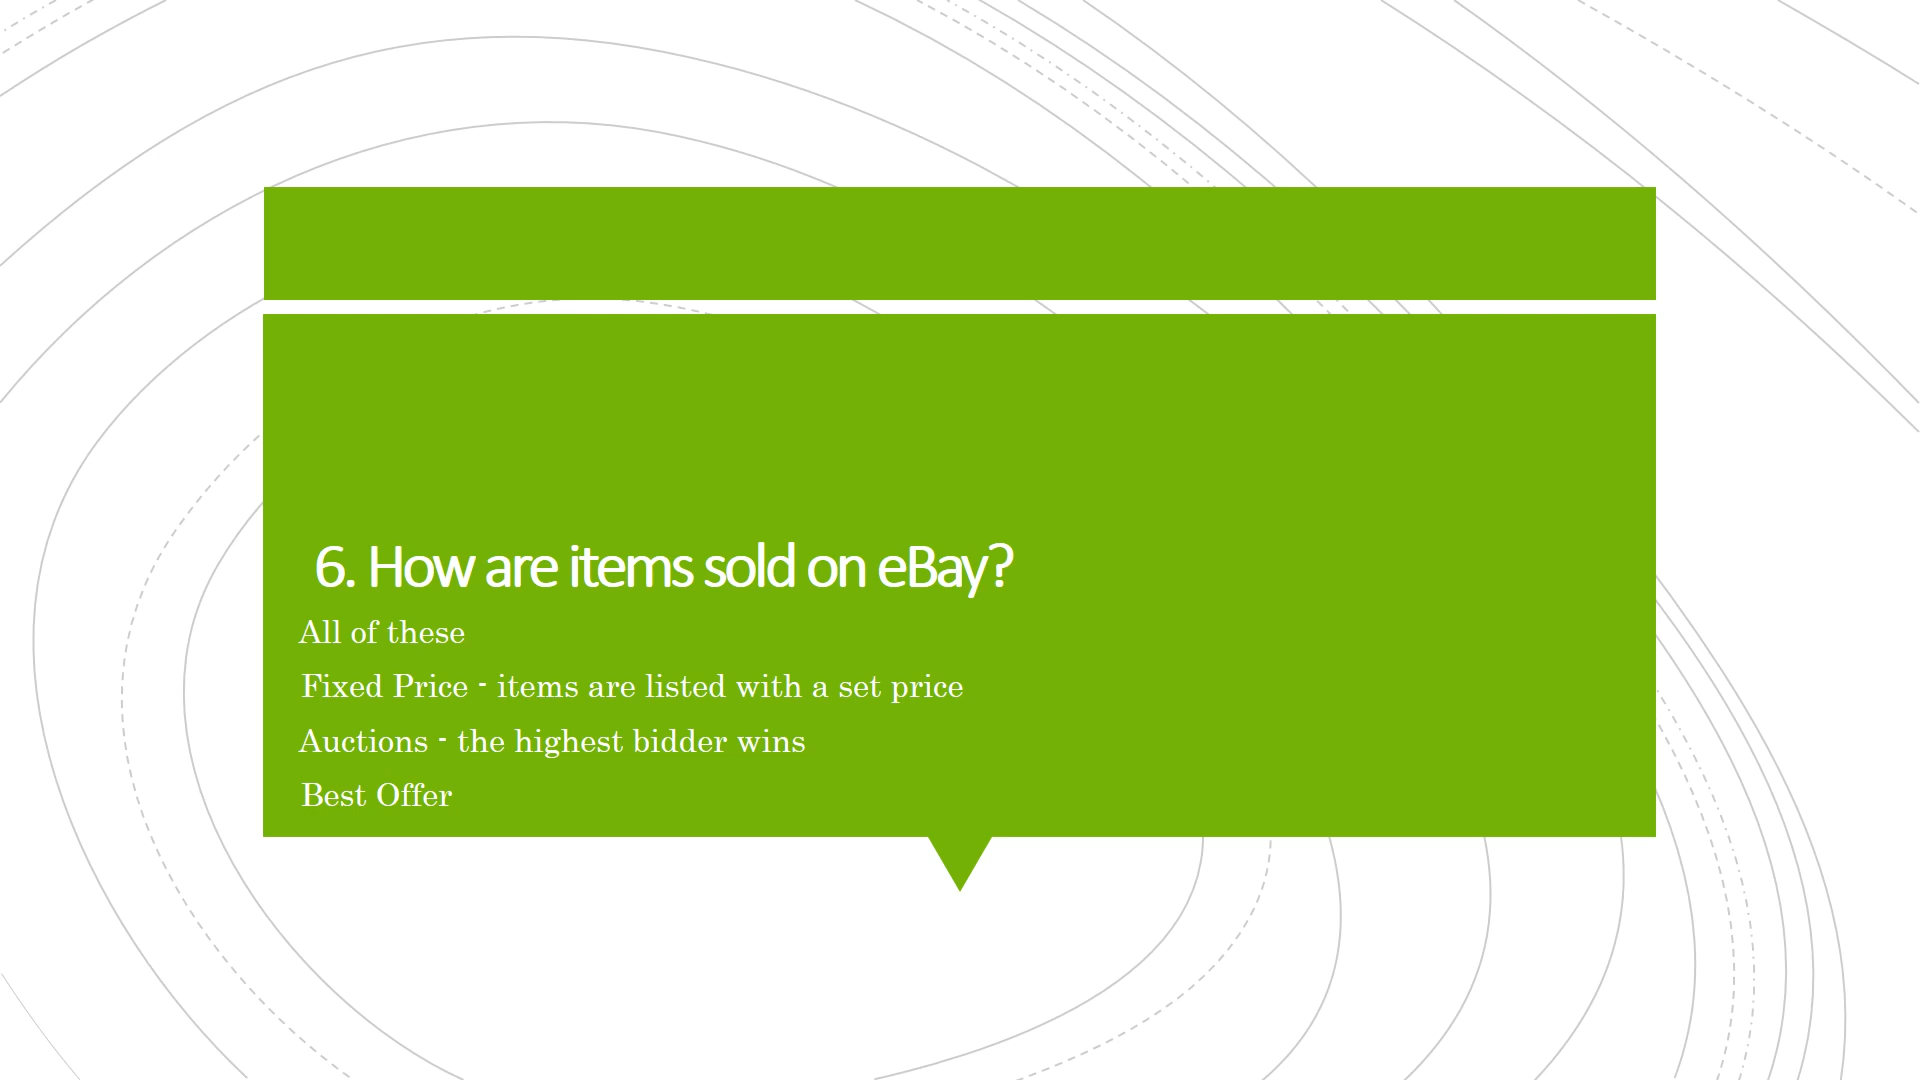 6. How are items sold on eBay?
All of these
Fixed Price - items are listed with a set price
Auctions - the highest bidder wins
Best Offer